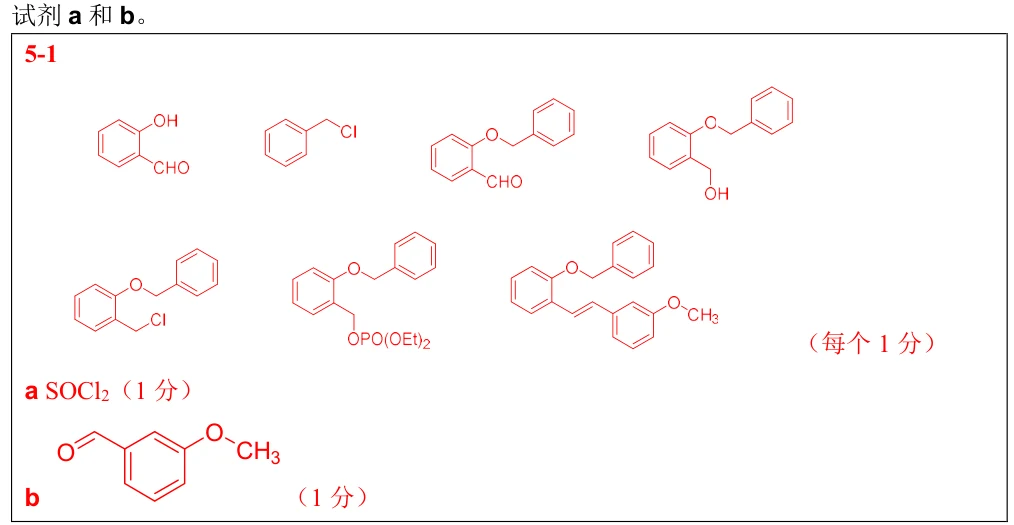 试剂 a 和 b。
5-1
OH
CHO
Cl
O
CHO
O
OH
O
Cl
O
OPO(OEt)2
O
O
CH3
（每个 1 分）
a SOCl2（1 分）
O
O
CH3
b
（1 分）